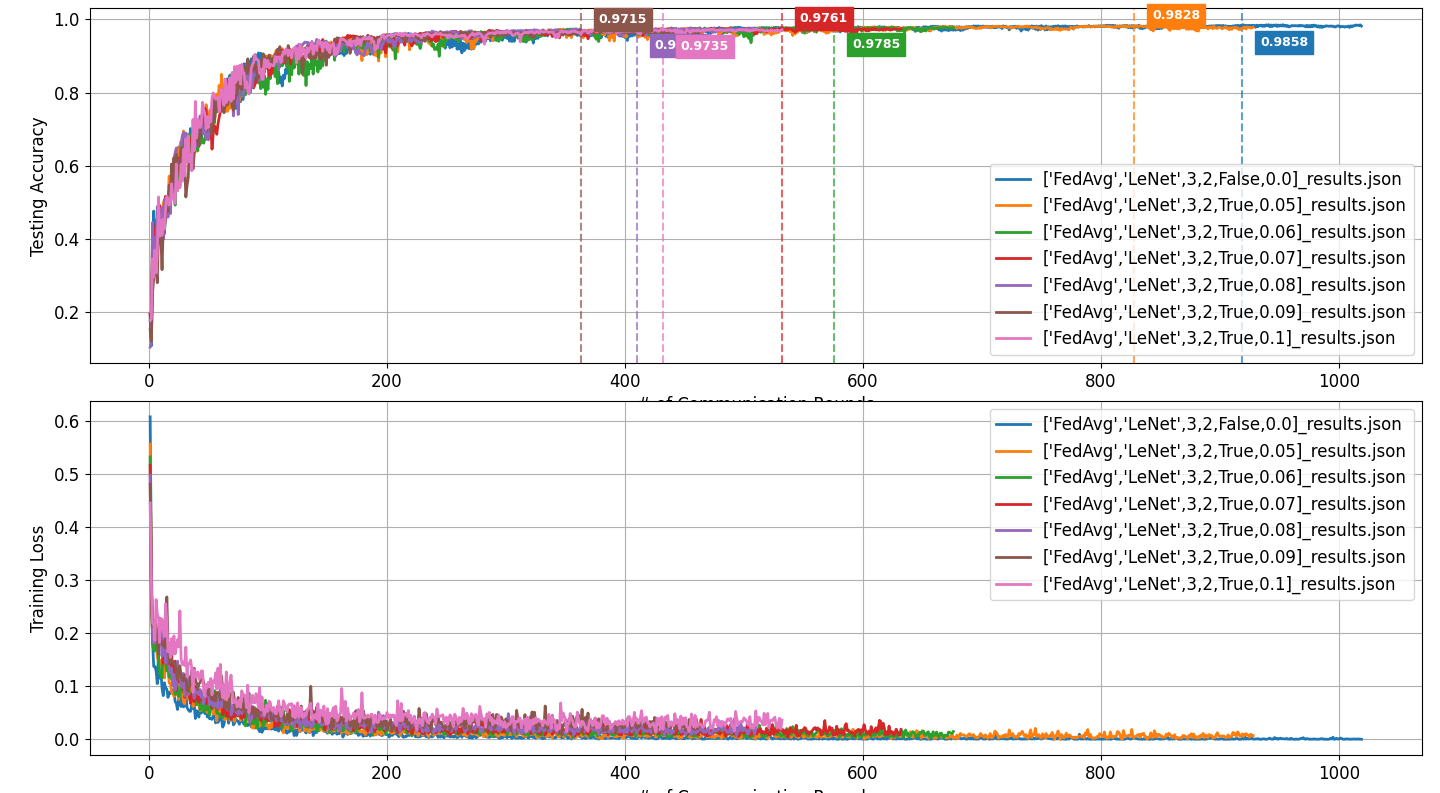 0.9715
0.9761
0.9828
0.9735
0.9785
0.9858
1.0
0.8
0.6
0.4
0.2
Testing Accuracy
['FedAvg','LeNet',3,2,False,0.0]_results.json
['FedAvg','LeNet',3,2,True,0.05]_results.json
['FedAvg','LeNet',3,2,True,0.06]_results.json
['FedAvg','LeNet',3,2,True,0.07]_results.json
['FedAvg','LeNet',3,2,True,0.08]_results.json
['FedAvg','LeNet',3,2,True,0.09]_results.json
['FedAvg','LeNet',3,2,True,0.1]_results.json
0 200 400 600 800 1000
# of Communication Rounds
0.6
0.5
0.4
0.3
0.2
0.1
0.0
Training Loss
['FedAvg','LeNet',3,2,False,0.0]_results.json
['FedAvg','LeNet',3,2,True,0.05]_results.json
['FedAvg','LeNet',3,2,True,0.06]_results.json
['FedAvg','LeNet',3,2,True,0.07]_results.json
['FedAvg','LeNet',3,2,True,0.08]_results.json
['FedAvg','LeNet',3,2,True,0.09]_results.json
['FedAvg','LeNet',3,2,True,0.1]_results.json
0 200 400 600 800 1000
# of Communication Rounds